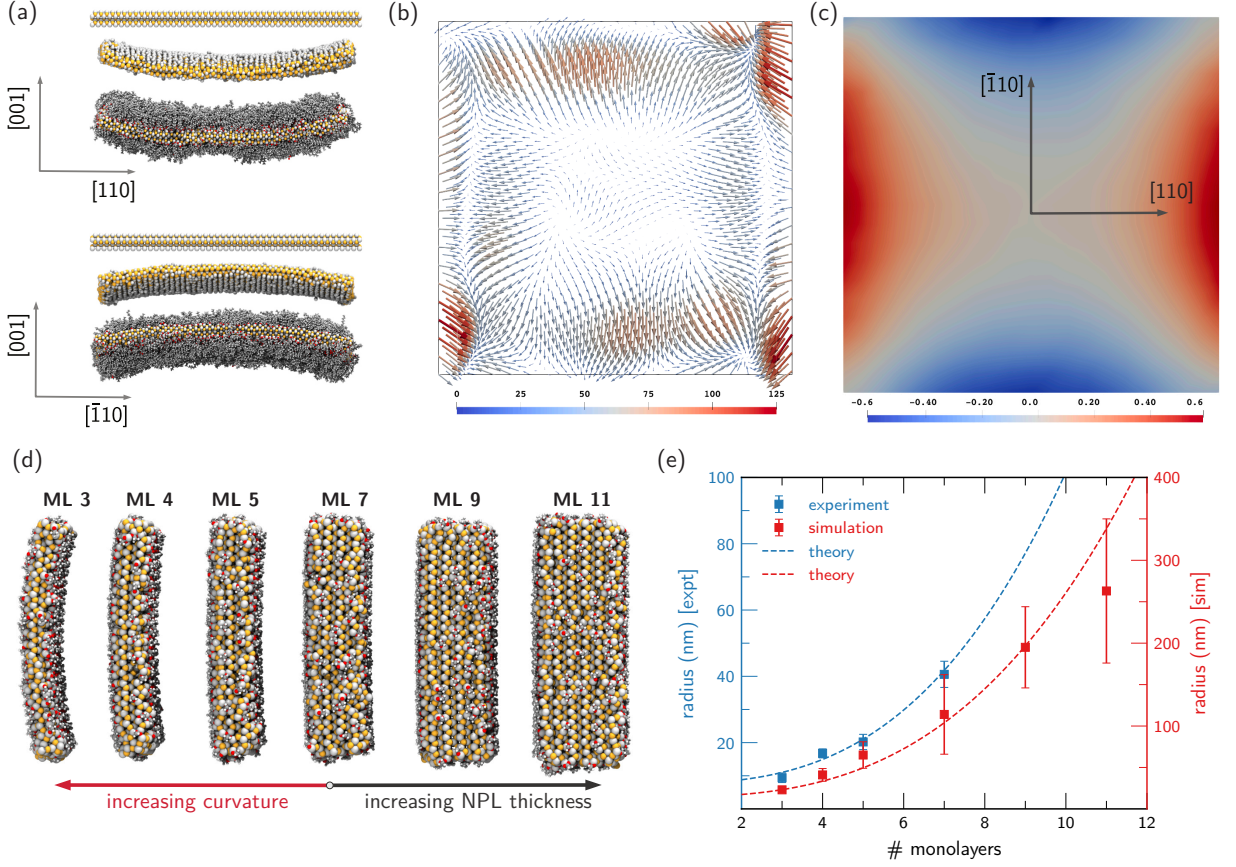 (a)
[001]
[110]
[001]
[1̅10]
(b)
0 25 50 75 100 125
(c)
[1̅10]
[110]
−0.6 −0.40 −0.20 0.0 0.20 0.40 0.6
(d)
ML 3 ML 4 ML 5 ML 7 ML 9 ML 11
increasing curvature increasing NPL thickness
(e)
radius (nm) [expt]
100
80
60
40
20
experiment
simulation
theory
theory
400
300
200
100
radius (nm) [sim]
2 4 6 8 10 12
# monolayers